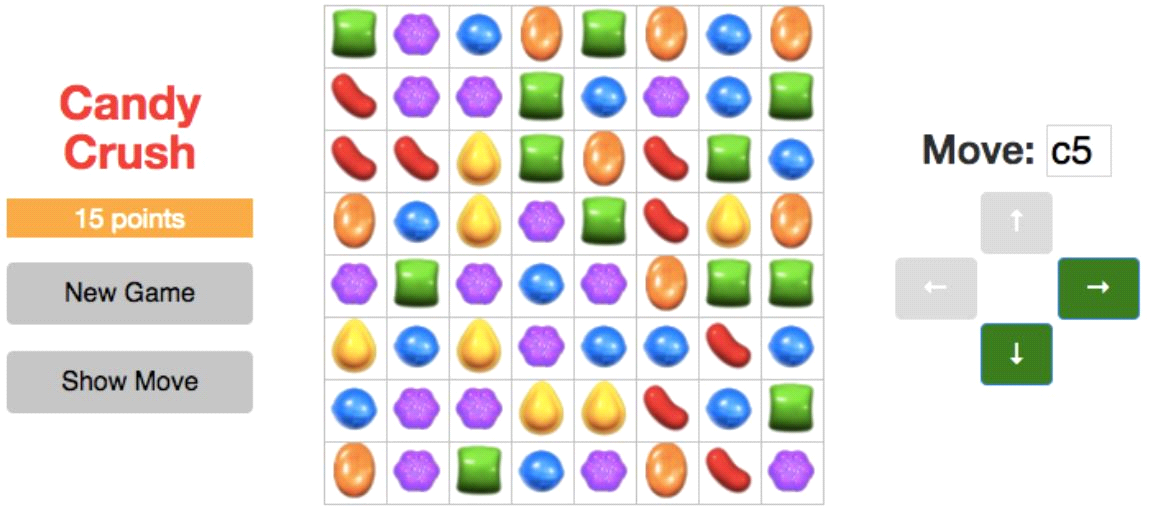 Candy
Crush
15 points
New Game
Show Move
Move: c5
↑
← →
↓